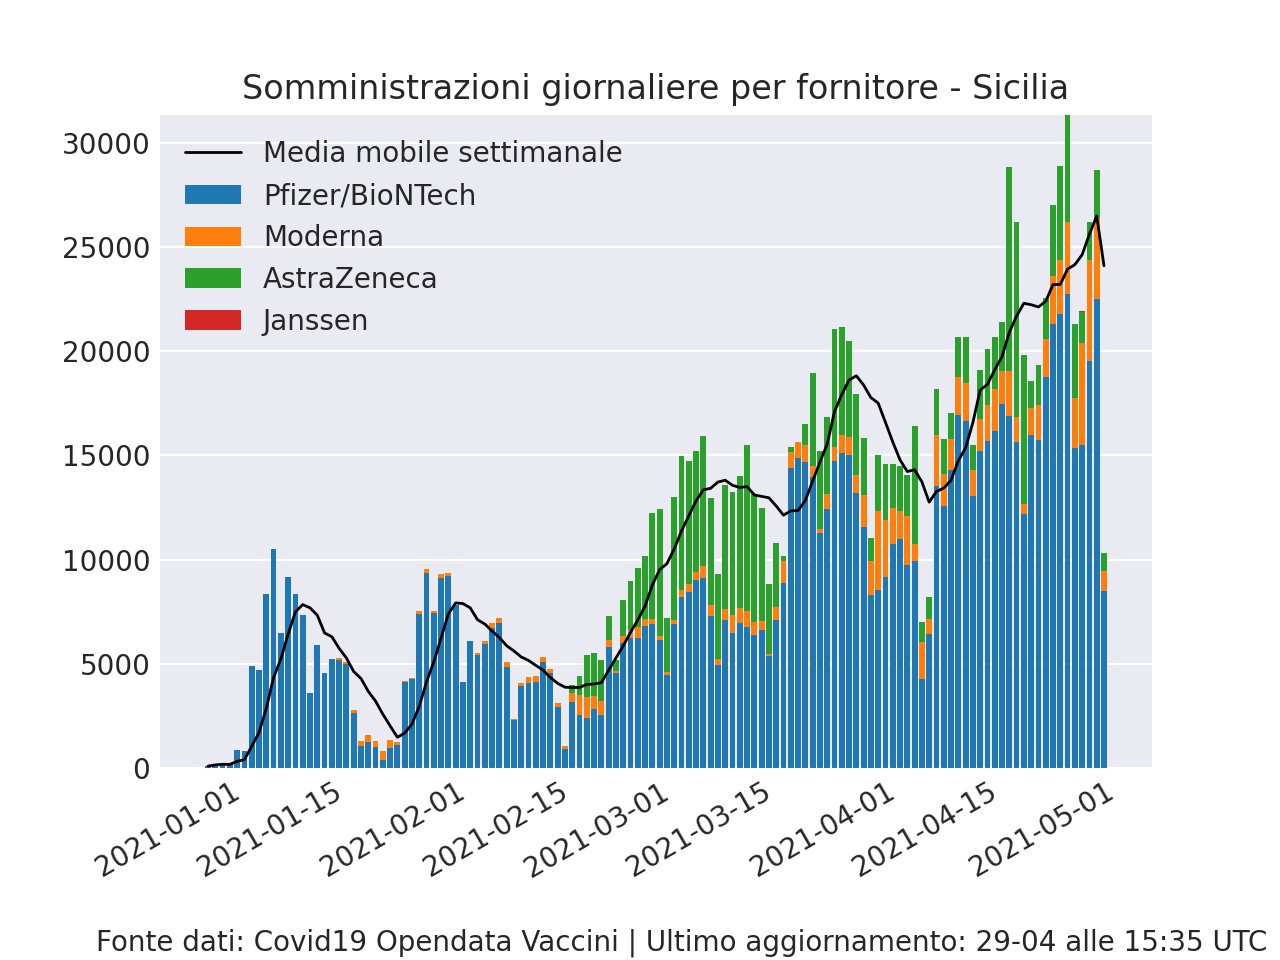 Somministrazioni giornaliere per fornitore - Sicilia
30000
25000
20000
15000
10000
5000
0
Media mobile settimanale
Pfizer/BioNTech
Moderna
AstraZeneca
Janssen
2021-01-01
2021-01-15
2021-02-01
2021-02-15
2021-03-01
2021-03-15
2021-04-01
2021-04-15
2021-05-01
Fonte dati: Covid19 Opendata Vaccini | Ultimo aggiornamento: 29-04 alle 15:35 UTC